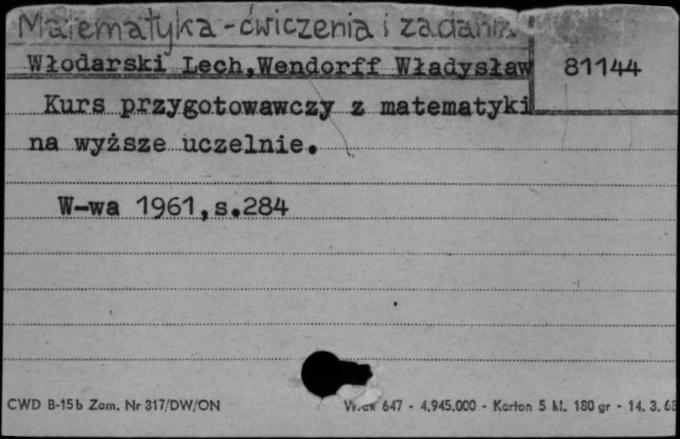 Matematyka - ćwiczenia i zadania
Włodarski Lech, Wendorff Władysław
81144
Kurs przygotowawczy z matematyki
na wyższe uczelnie.
W-wa 1961, s.284
CWD B-15b Zam. Nr 317/DW/ON
647 - 4.945.000 - Karton 5 kl. 180 gr - 14. 3. 68